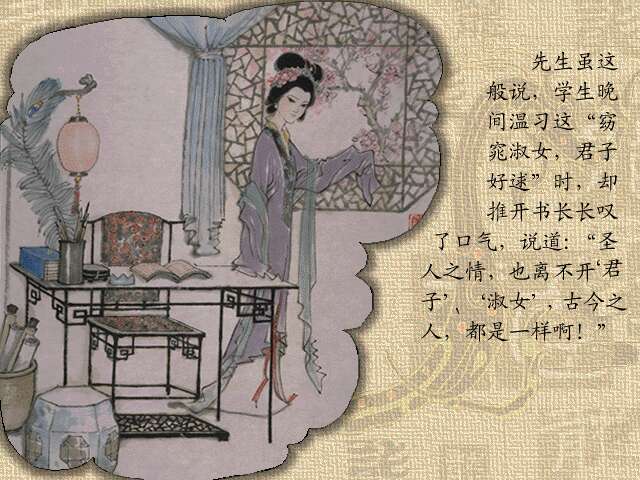 先生虽这
般说，学生晚
间温习这“窈
窕淑女，君子
好逑”时，却
推开书长长叹
了口气，说道：“圣
人之情，也离不开‘君
子’、‘淑女’，古今之
人，都是一样啊！”